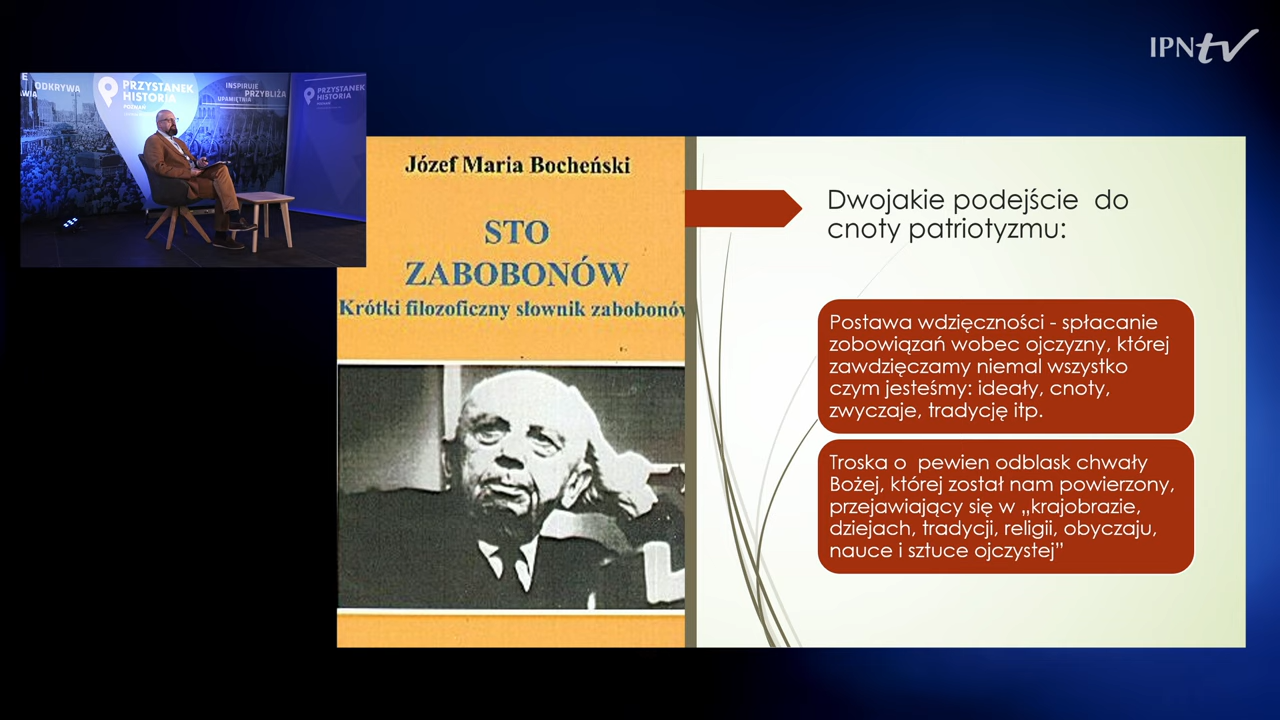 IPNtv
ODKRYWA
PRZYSTANEK
HISTORIA
POZNAŃ
INSPIRUJE
PRZYBLIŻA
UPAMIĘTNIA
PRZYSTANEK
HISTORIA
POZNAŃ
Józef Maria Bocheński
STO
ZABOBONÓW
Krótki filozoficzny słownik zabobonów
Dwojakie podejście do
cnoty patriotyzmu:
Postawa wdzięczności - spłacanie
zobowiązań wobec ojczyzny, której
zawdzięczamy niemal wszystko
czym jesteśmy: ideały, cnoty,
zwyczaje, tradycję itp.
Troska o pewien odblask chwały
Bożej, której został nam powierzony,
przejawiający się w „krajobrazie,
dziejach, tradycji, religii, obyczaju,
nauce i sztuce ojczystej”